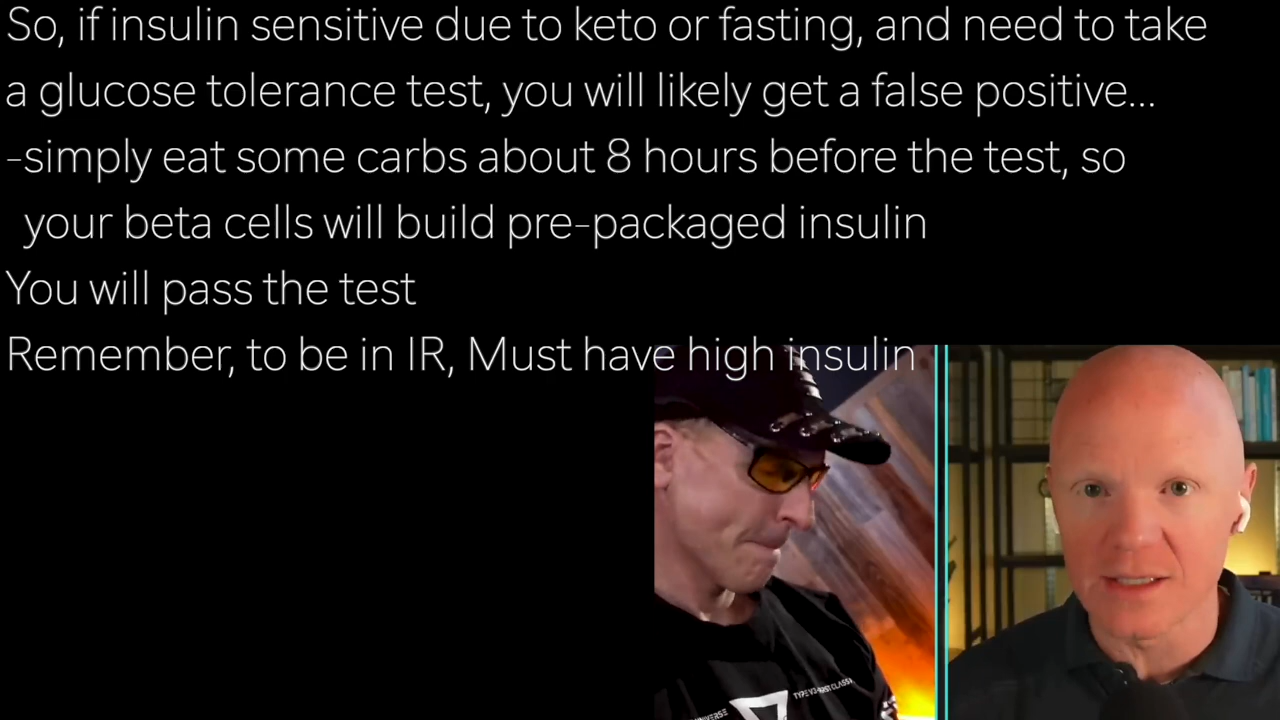 So, if insulin sensitive due to keto or fasting, and need to take
a glucose tolerance test, you will likely get a false positive...
-simply eat some carbs about 8 hours before the test, so
your beta cells will build pre-packaged insulin
You will pass the test
Remember, to be in IR, Must have high insulin